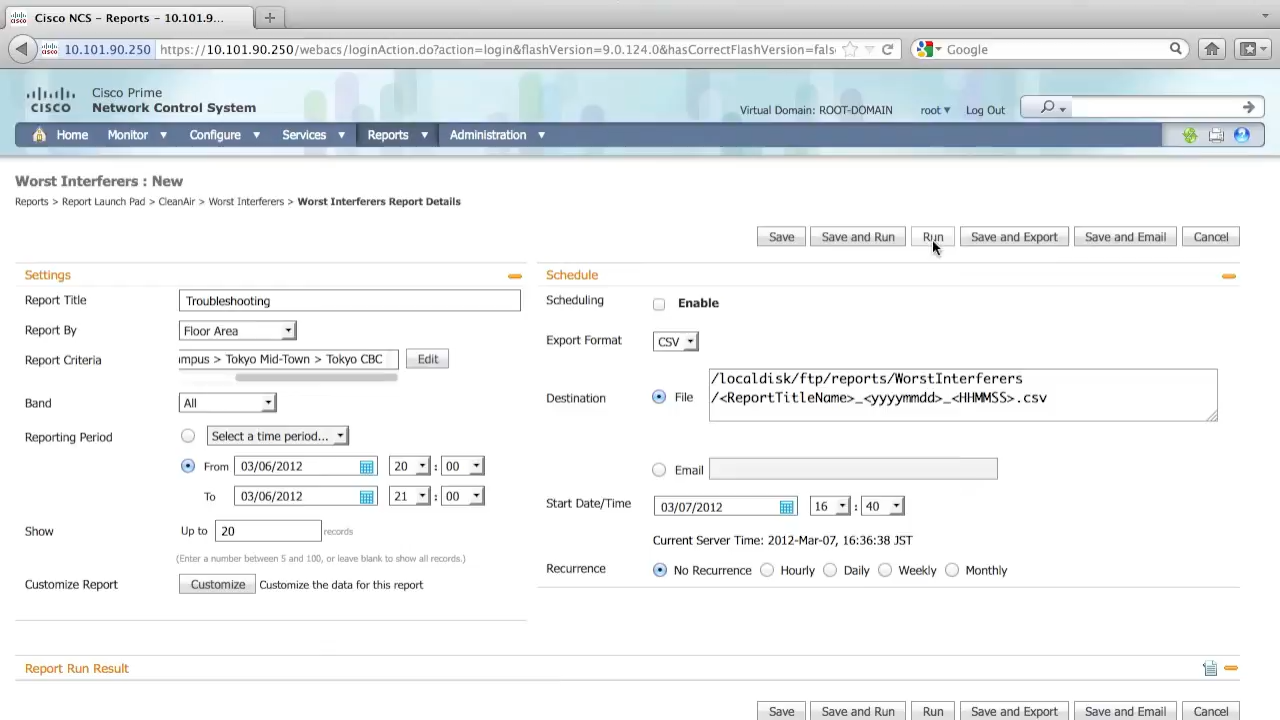 Cisco NCS - Reports - 10.101.9...
10.101.90.250 https://10.101.90.250/webacs/loginAction.do?action=login&flashVersion=9.0.124.0&hasCorrectFlashVersion=fals
Google
CISCO
Cisco Prime
Network Control System
Virtual Domain: ROOT-DOMAIN root Log Out
Home Monitor Configure Services Reports Administration
Worst Interferers : New
Reports > Report Launch Pad > CleanAir > Worst Interferers > Worst Interferers Report Details
Save Save and Run Run Save and Export Save and Email Cancel
Settings
Report Title Troubleshooting
Report By Floor Area
Report Criteria mpus > Tokyo Mid-Town > Tokyo CBC Edit
Band All
Reporting Period Select a time period...
From 03/06/2012 20 : 00
To 03/06/2012 21 : 00
Show Up to 20 records
(Enter a number between 5 and 100, or leave blank to show all records.)
Customize Report Customize Customize the data for this report
Schedule
Scheduling Enable
Export Format CSV
Destination File /localdisk/ftp/reports/WorstInterferers
/<ReportTitleName>_<yyyymmdd>_<HHMMSS>.csv
Email
Start Date/Time 03/07/2012 16 : 40
Current Server Time: 2012-Mar-07, 16:36:38 JST
Recurrence No Recurrence Hourly Daily Weekly Monthly
Report Run Result
Save Save and Run Run Save and Export Save and Email Cancel